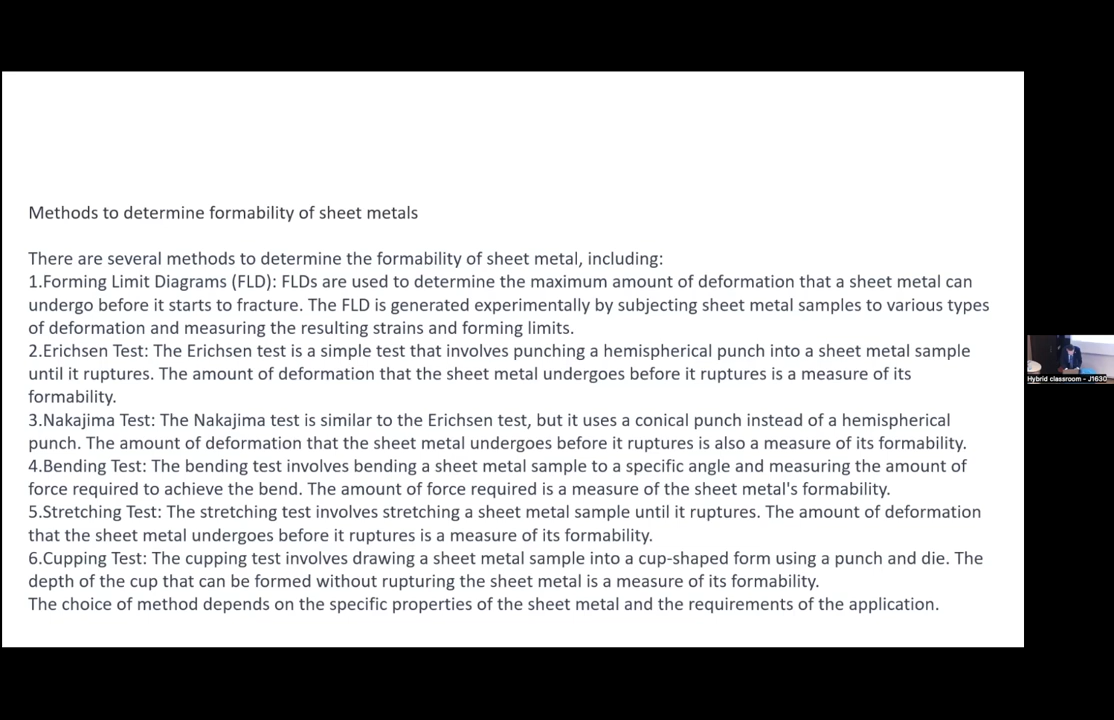 Methods to determine formability of sheet metals
There are several methods to determine the formability of sheet metal, including:
1.Forming Limit Diagrams (FLD): FLDs are used to determine the maximum amount of deformation that a sheet metal can
undergo before it starts to fracture. The FLD is generated experimentally by subjecting sheet metal samples to various types
of deformation and measuring the resulting strains and forming limits.
2.Erichsen Test: The Erichsen test is a simple test that involves punching a hemispherical punch into a sheet metal sample
until it ruptures. The amount of deformation that the sheet metal undergoes before it ruptures is a measure of its
formability.
3.Nakajima Test: The Nakajima test is similar to the Erichsen test, but it uses a conical punch instead of a hemispherical
punch. The amount of deformation that the sheet metal undergoes before it ruptures is also a measure of its formability.
4.Bending Test: The bending test involves bending a sheet metal sample to a specific angle and measuring the amount of
force required to achieve the bend. The amount of force required is a measure of the sheet metal's formability.
5.Stretching Test: The stretching test involves stretching a sheet metal sample until it ruptures. The amount of deformation
that the sheet metal undergoes before it ruptures is a measure of its formability.
6.Cupping Test: The cupping test involves drawing a sheet metal sample into a cup-shaped form using a punch and die. The
depth of the cup that can be formed without rupturing the sheet metal is a measure of its formability.
The choice of method depends on the specific properties of the sheet metal and the requirements of the application.
Hybrid classroom - J1630